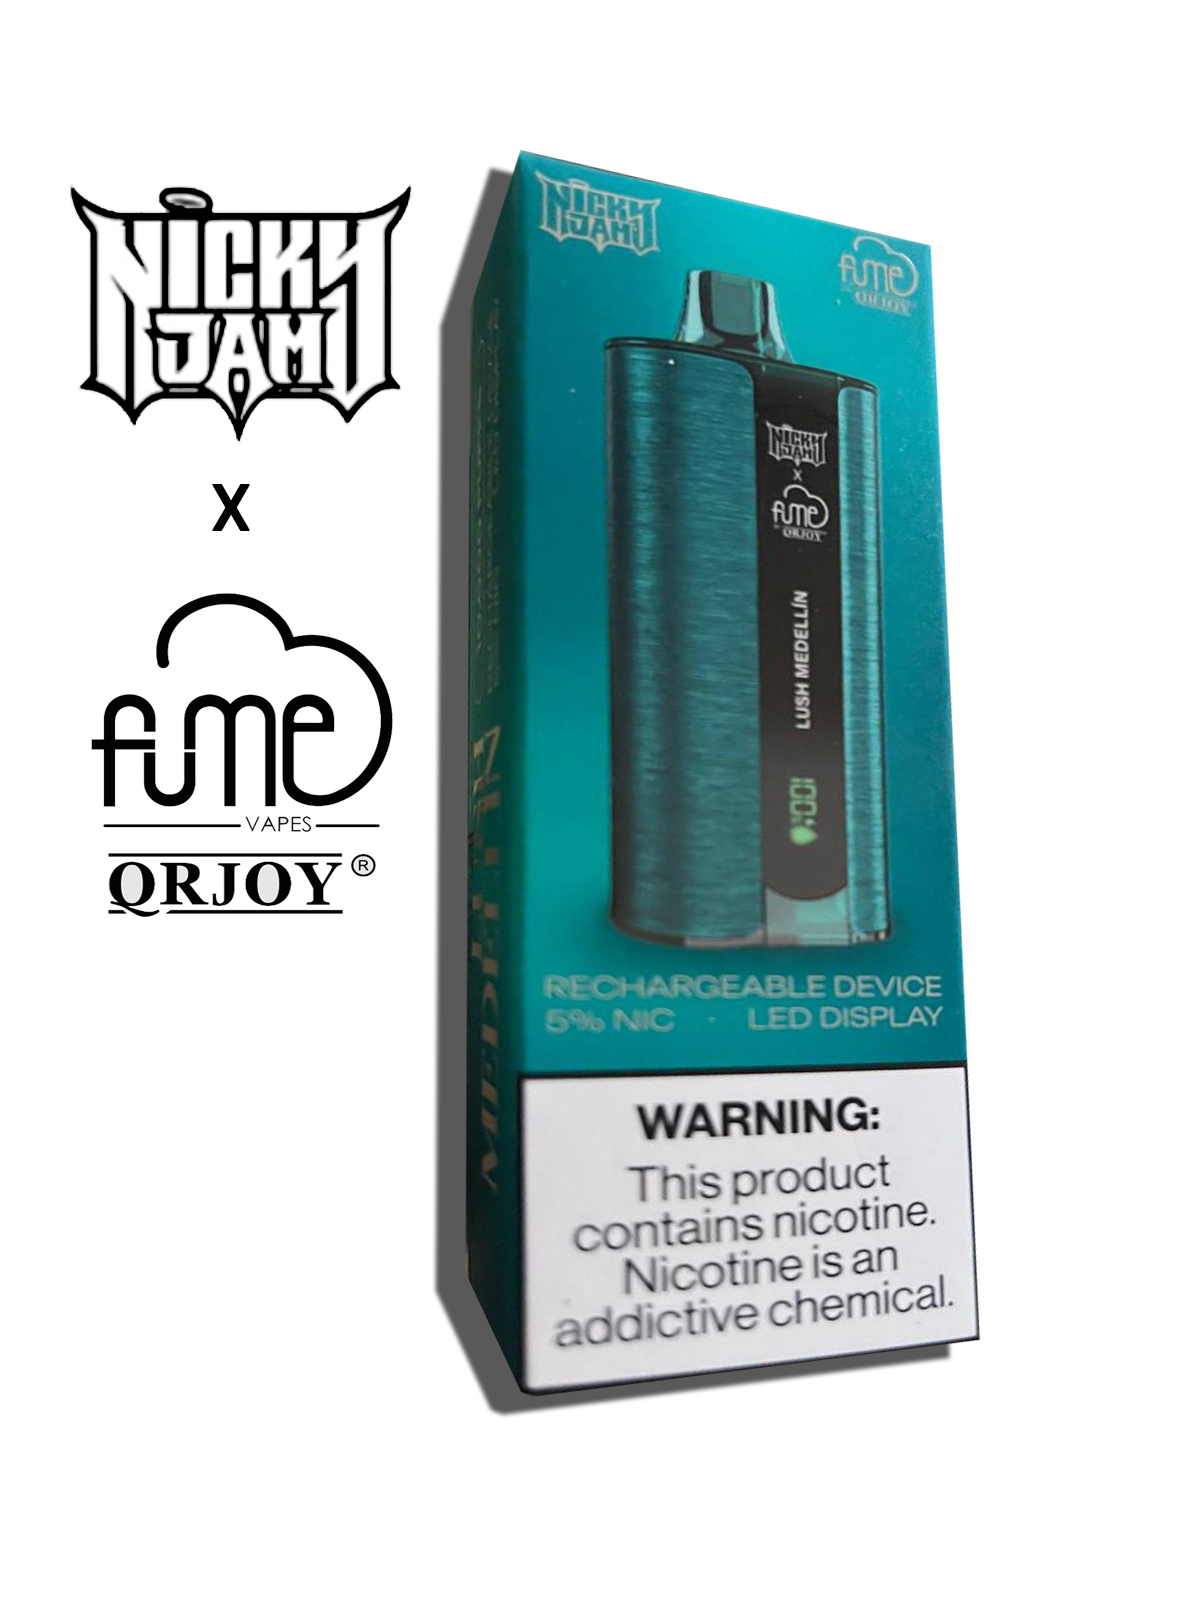 NICKY
JAM
X
fume
VAPES
QRJOY®
NICKY
JAM
fume
QRJOY
NICKY
JAM
X
fume
QRJOY
LUSH MEDELLÍN
100%
RECHARGEABLE DEVICE
5% NIC · LED DISPLAY
WARNING:
This product
contains nicotine.
Nicotine is an
addictive chemical.